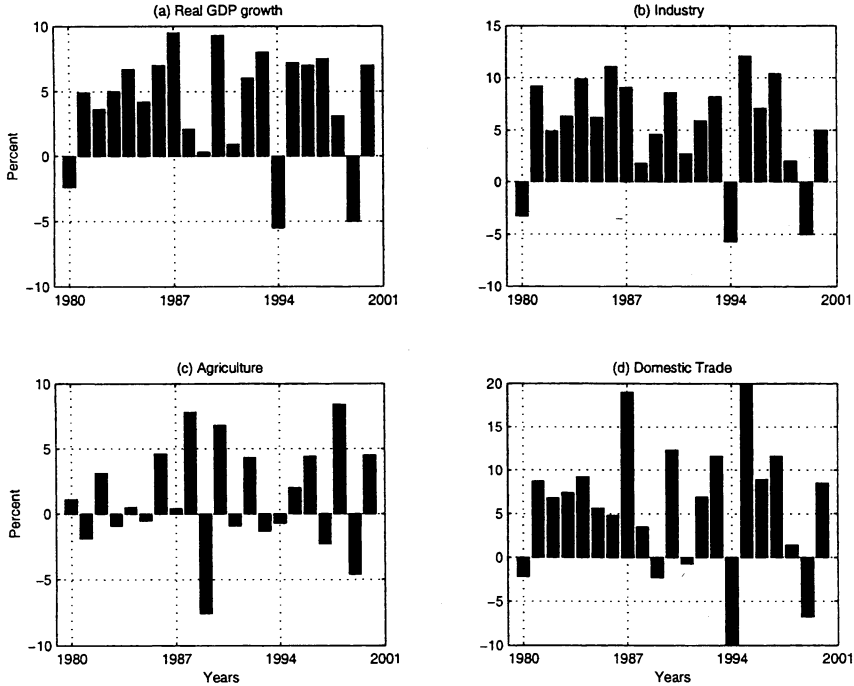 (a) Real GDP growth
10
5
0
−5
−10
Percent
1980 1987 1994 2001
(b) Industry
15
10
5
0
−5
−10
1980 1987 1994 2001
(c) Agriculture
10
5
0
−5
−10
Percent
1980 1987 1994 2001
Years
(d) Domestic Trade
20
15
10
5
0
−5
−10
1980 1987 1994 2001
Years